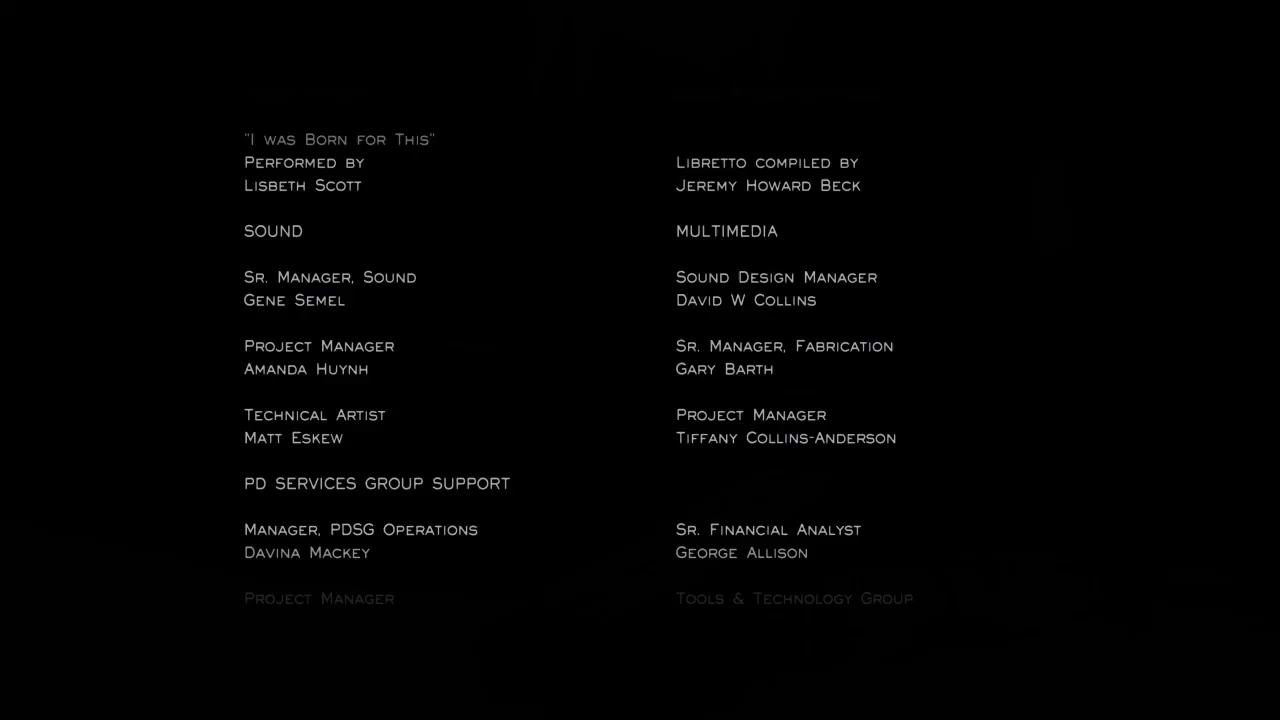 "I was Born for This"
Performed by
Lisbeth Scott
Libretto compiled by
Jeremy Howard Beck
SOUND
MULTIMEDIA
Sr. Manager, Sound
Gene Semel
Sound Design Manager
David W Collins
Project Manager
Amanda Huynh
Sr. Manager, Fabrication
Gary Barth
Technical Artist
Matt Eskew
Project Manager
Tiffany Collins-Anderson
PD SERVICES GROUP SUPPORT
Manager, PDSG Operations
Davina Mackey
Sr. Financial Analyst
George Allison
Project Manager
Tools & Technology Group